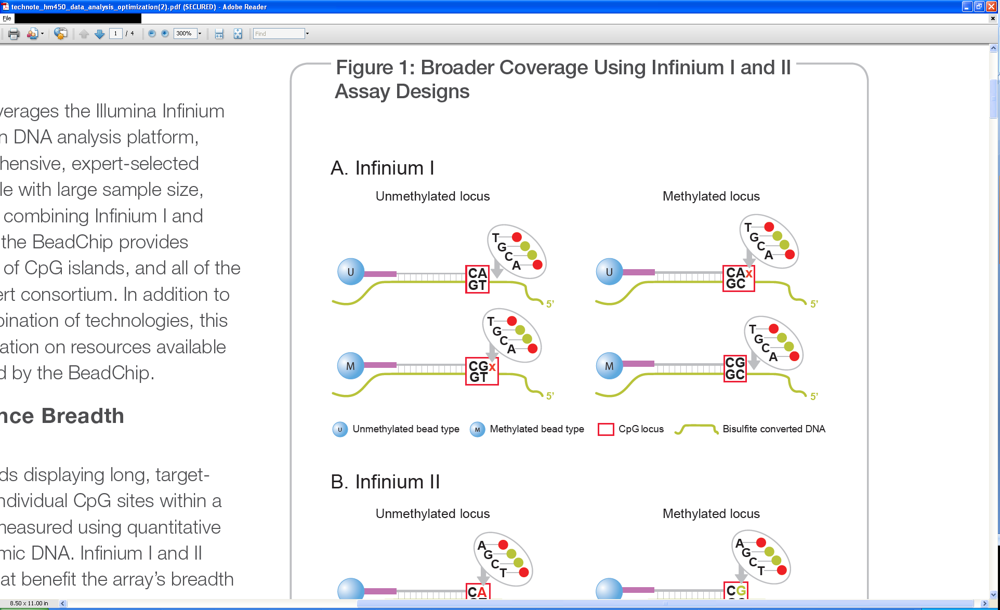 technote_hm450_data_analysis_optimization(2).pdf (SECURED) - Adobe Reader
File
1 / 4
300%
Find
verages the Illumina Infinium
n DNA analysis platform,
hensive, expert-selected
le with large sample size,
combining Infinium I and
the BeadChip provides
of CpG islands, and all of the
ert consortium. In addition to
bination of technologies, this
ation on resources available
d by the BeadChip.
nce Breadth
ds displaying long, target-
ndividual CpG sites within a
measured using quantitative
mic DNA. Infinium I and II
at benefit the array's breadth
Figure 1: Broader Coverage Using Infinium I and II
Assay Designs
A. Infinium I
Unmethylated locus
Methylated locus
T
G
C
A
U
CA
GT
5'
T
G
C
A
U
CAx
GC
5'
T
G
C
A
M
CGx
GT
5'
T
G
C
A
M
CG
GC
5'
U Unmethylated bead type
M Methylated bead type
CpG locus
Bisulfite converted DNA
B. Infinium II
Unmethylated locus
Methylated locus
A
G
C
T
CA
A
G
C
T
CG
8.50 x 11.00 in